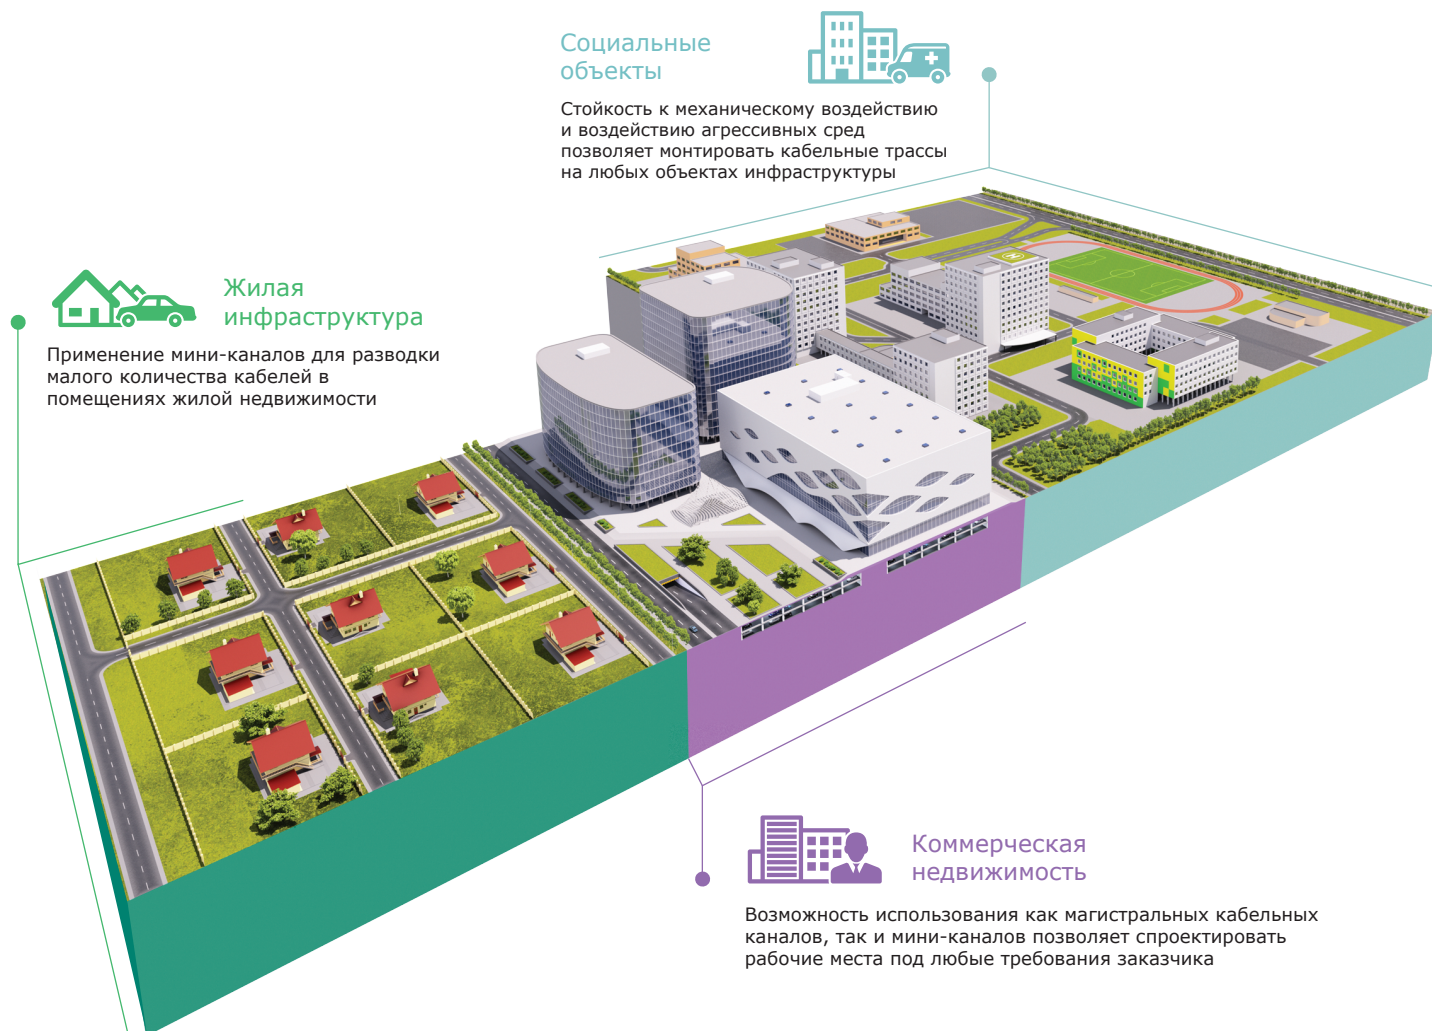 Социальные
объекты
Стойкость к механическому воздействию
и воздействию агрессивных сред
позволяет монтировать кабельные трассы
на любых объектах инфраструктуры
Жилая
инфраструктура
Применение мини-каналов для разводки
малого количества кабелей в
помещениях жилой недвижимости
Коммерческая
недвижимость
Возможность использования как магистральных кабельных
каналов, так и мини-каналов позволяет спроектировать
рабочие места под любые требования заказчика